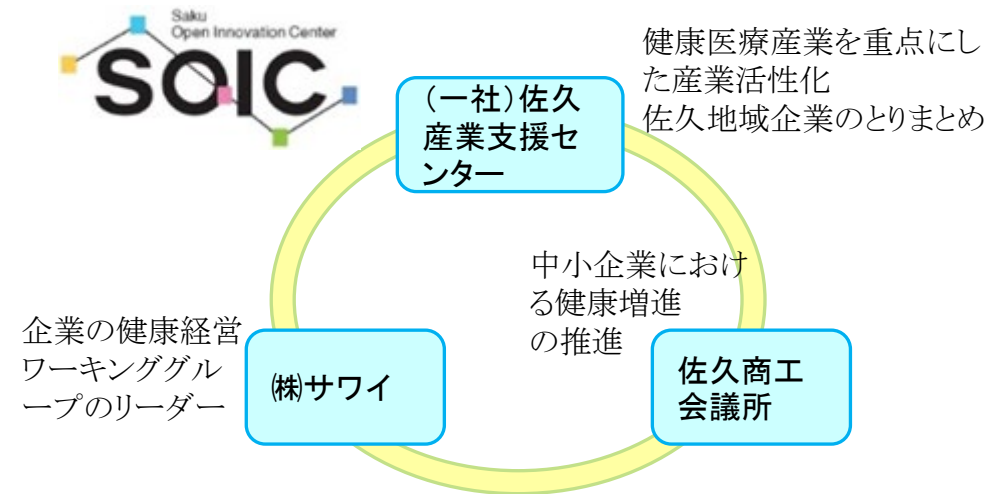 Saku
Open Innovation Center
SOIC
健康医療産業を重点にし
た産業活性化
佐久地域企業のとりまとめ
（一社）佐久
産業支援セ
ンター
中小企業におけ
る健康増進
の推進
企業の健康経営
ワーキンググル
ープのリーダー
㈱サワイ
佐久商工
会議所